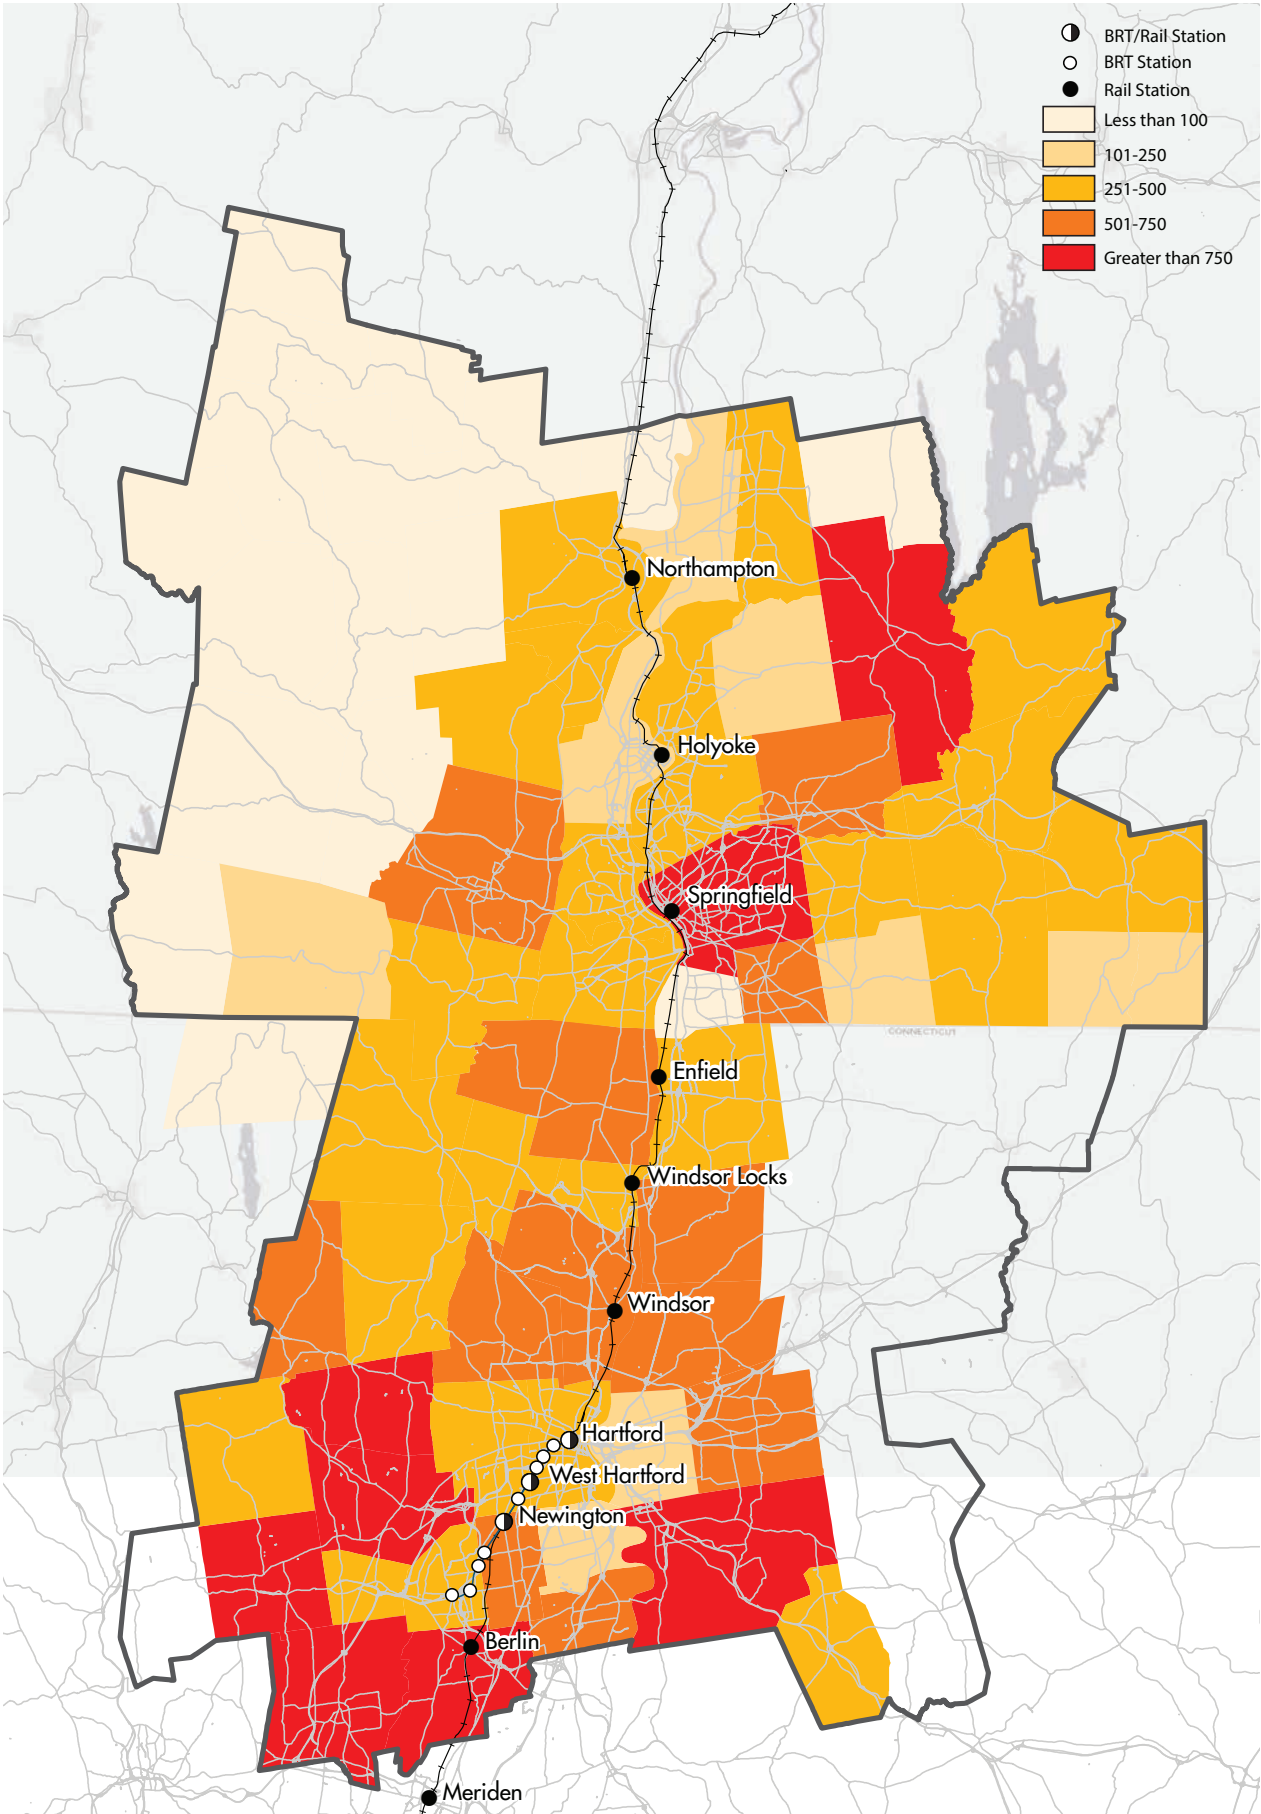 BRT/Rail Station
BRT Station
Rail Station
Less than 100
101-250
251-500
501-750
Greater than 750
Northampton
Holyoke
Springfield
CONNECTICUT
Enfield
Windsor Locks
Windsor
Hartford
West Hartford
Newington
Berlin
Meriden